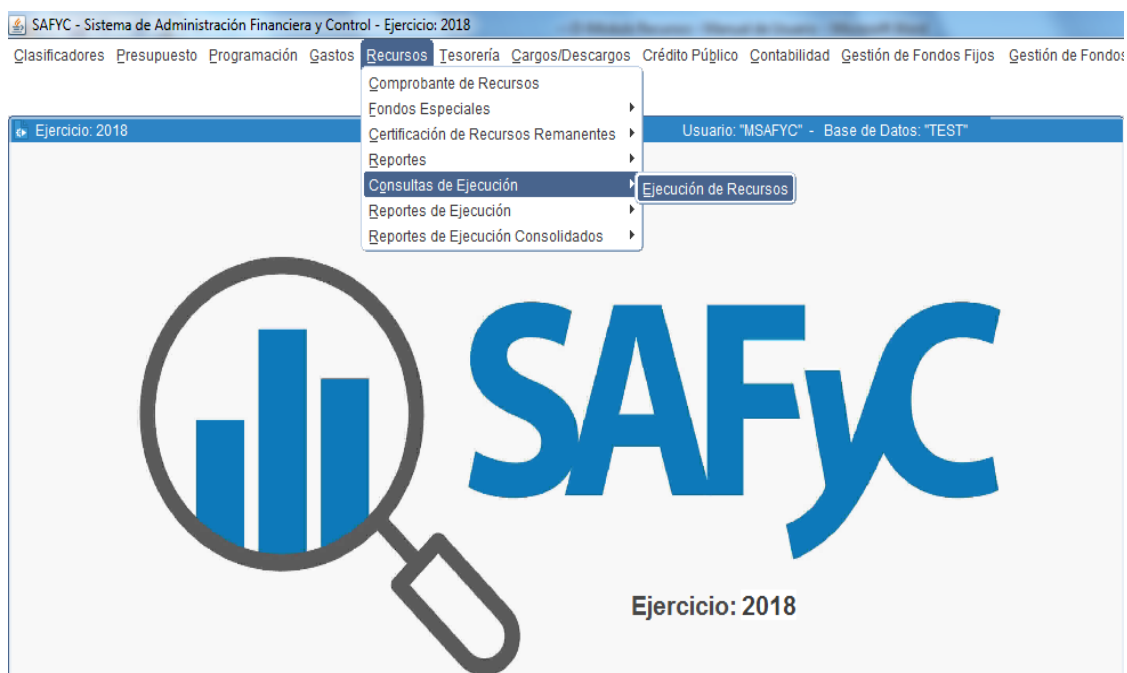 SAFYC - Sistema de Administración Financiera y Control - Ejercicio: 2018
Clasificadores Presupuesto Programación Gastos Recursos Tesorería Cargos/Descargos Crédito Público Contabilidad Gestión de Fondos Fijos Gestión de Fondos
Comprobante de Recursos
Fondos Especiales
Ejercicio: 2018
Certificación de Recursos Remanentes
Usuario: "MSAFYC" - Base de Datos: "TEST"
Reportes
Consultas de Ejecución
Ejecución de Recursos
Reportes de Ejecución
Reportes de Ejecución Consolidados
SAFyC
Ejercicio: 2018